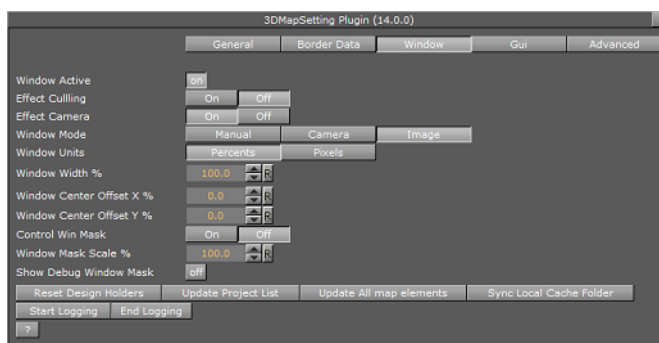 3DMapSetting Plugin (14.0.0)
General Border Data Window Gui Advanced
Window Active on
Effect Cullling On Off
Effect Camera On Off
Window Mode Manual Camera Image
Window Units Percents Pixels
Window Width % 100.0 R
Window Center Offset X % 0.0 R
Window Center Offset Y % 0.0 R
Control Win Mask On Off
Window Mask Scale % 100.0 R
Show Debug Window Mask off
Reset Design Holders Update Project List Update All map elements Sync Local Cache Folder
Start Logging End Logging
?